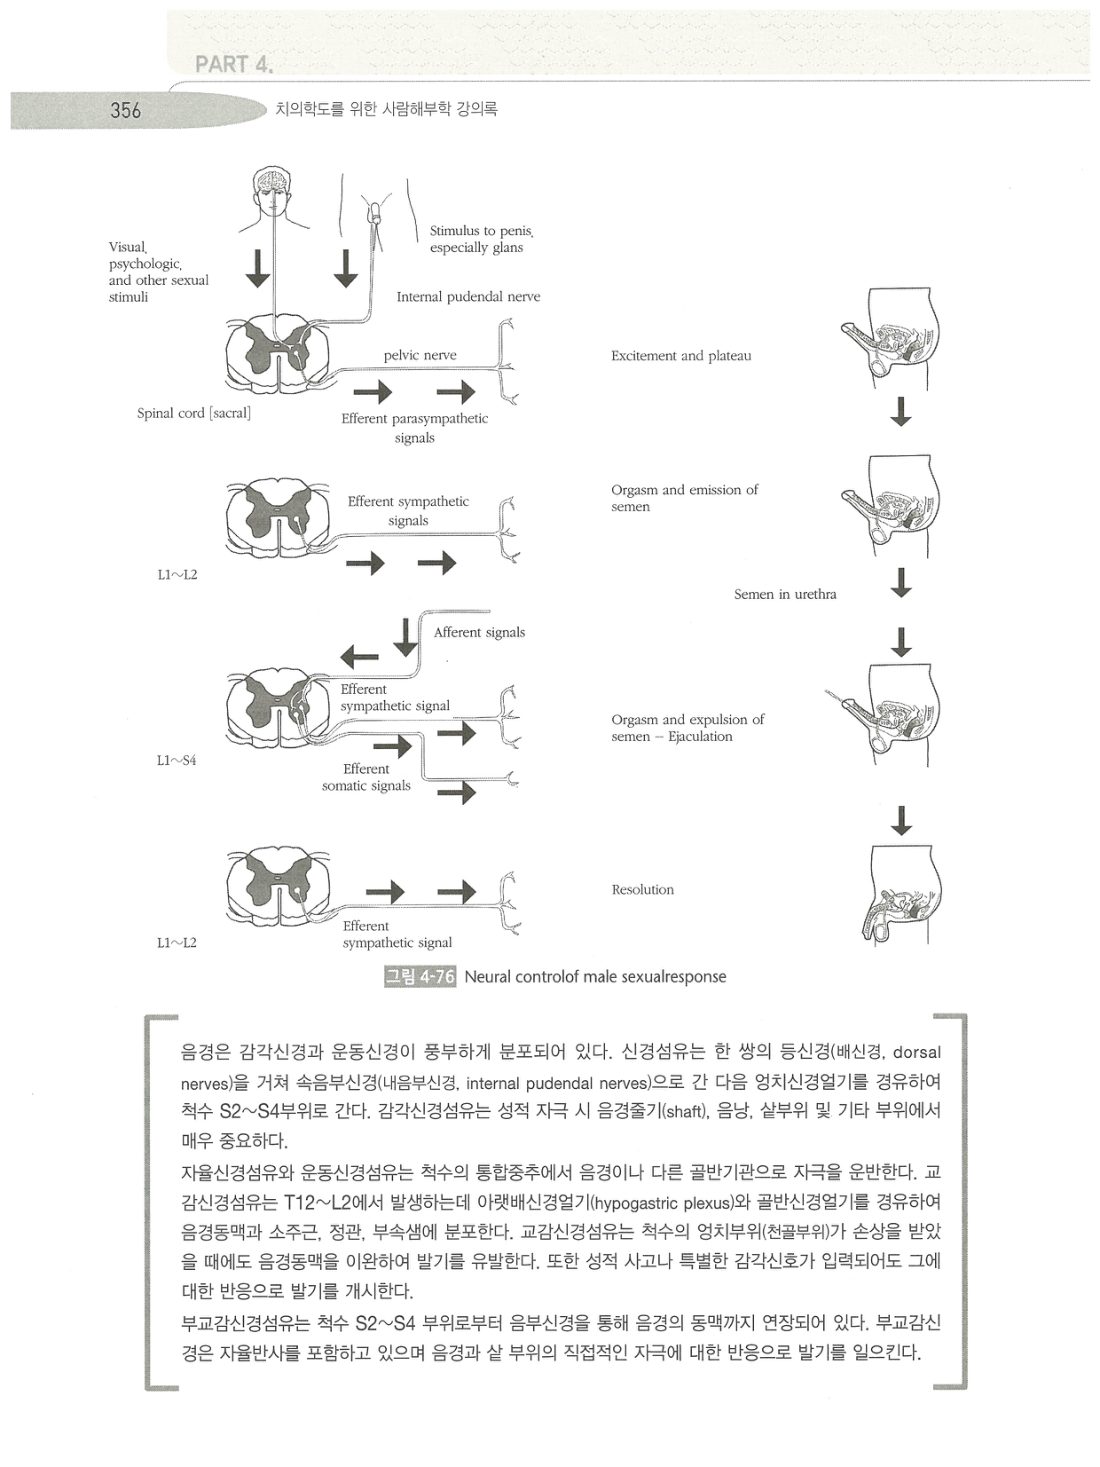 PART 4.
356
치의학도를 위한 사람해부학 강의록
Visual,
psychologic,
and other sexual
stimuli
Stimulus to penis,
especially glans
Internal pudendal nerve
pelvic nerve
Spinal cord [sacral]
Efferent parasympathetic
signals
Excitement and plateau
Efferent sympathetic
signals
L1~L2
Orgasm and emission of
semen
Semen in urethra
Afferent signals
Efferent
sympathetic signal
L1~S4
Efferent
somatic signals
Orgasm and expulsion of
semen – Ejaculation
Efferent
sympathetic signal
L1~L2
Resolution
그림 4-76 Neural controlof male sexualresponse
음경은 감각신경과 운동신경이 풍부하게 분포되어 있다. 신경섬유는 한 쌍의 등신경(배신경, dorsal
nerves)을 거쳐 속음부신경(내음부신경, internal pudendal nerves)으로 간 다음 엉치신경얼기를 경유하여
척수 S2~S4부위로 간다. 감각신경섬유는 성적 자극 시 음경줄기(shaft), 음낭, 샅부위 및 기타 부위에서
매우 중요하다.
자율신경섬유와 운동신경섬유는 척수의 통합중추에서 음경이나 다른 골반기관으로 자극을 운반한다. 교
감신경섬유는 T12~L2에서 발생하는데 아랫배신경얼기(hypogastric plexus)와 골반신경얼기를 경유하여
음경동맥과 소주근, 정관, 부속샘에 분포한다. 교감신경섬유는 척수의 엉치부위(천골부위)가 손상을 받았
을 때에도 음경동맥을 이완하여 발기를 유발한다. 또한 성적 사고나 특별한 감각신호가 입력되어도 그에
대한 반응으로 발기를 개시한다.
부교감신경섬유는 척수 S2~S4 부위로부터 음부신경을 통해 음경의 동맥까지 연장되어 있다. 부교감신
경은 자율반사를 포함하고 있으며 음경과 샅 부위의 직접적인 자극에 대한 반응으로 발기를 일으킨다.